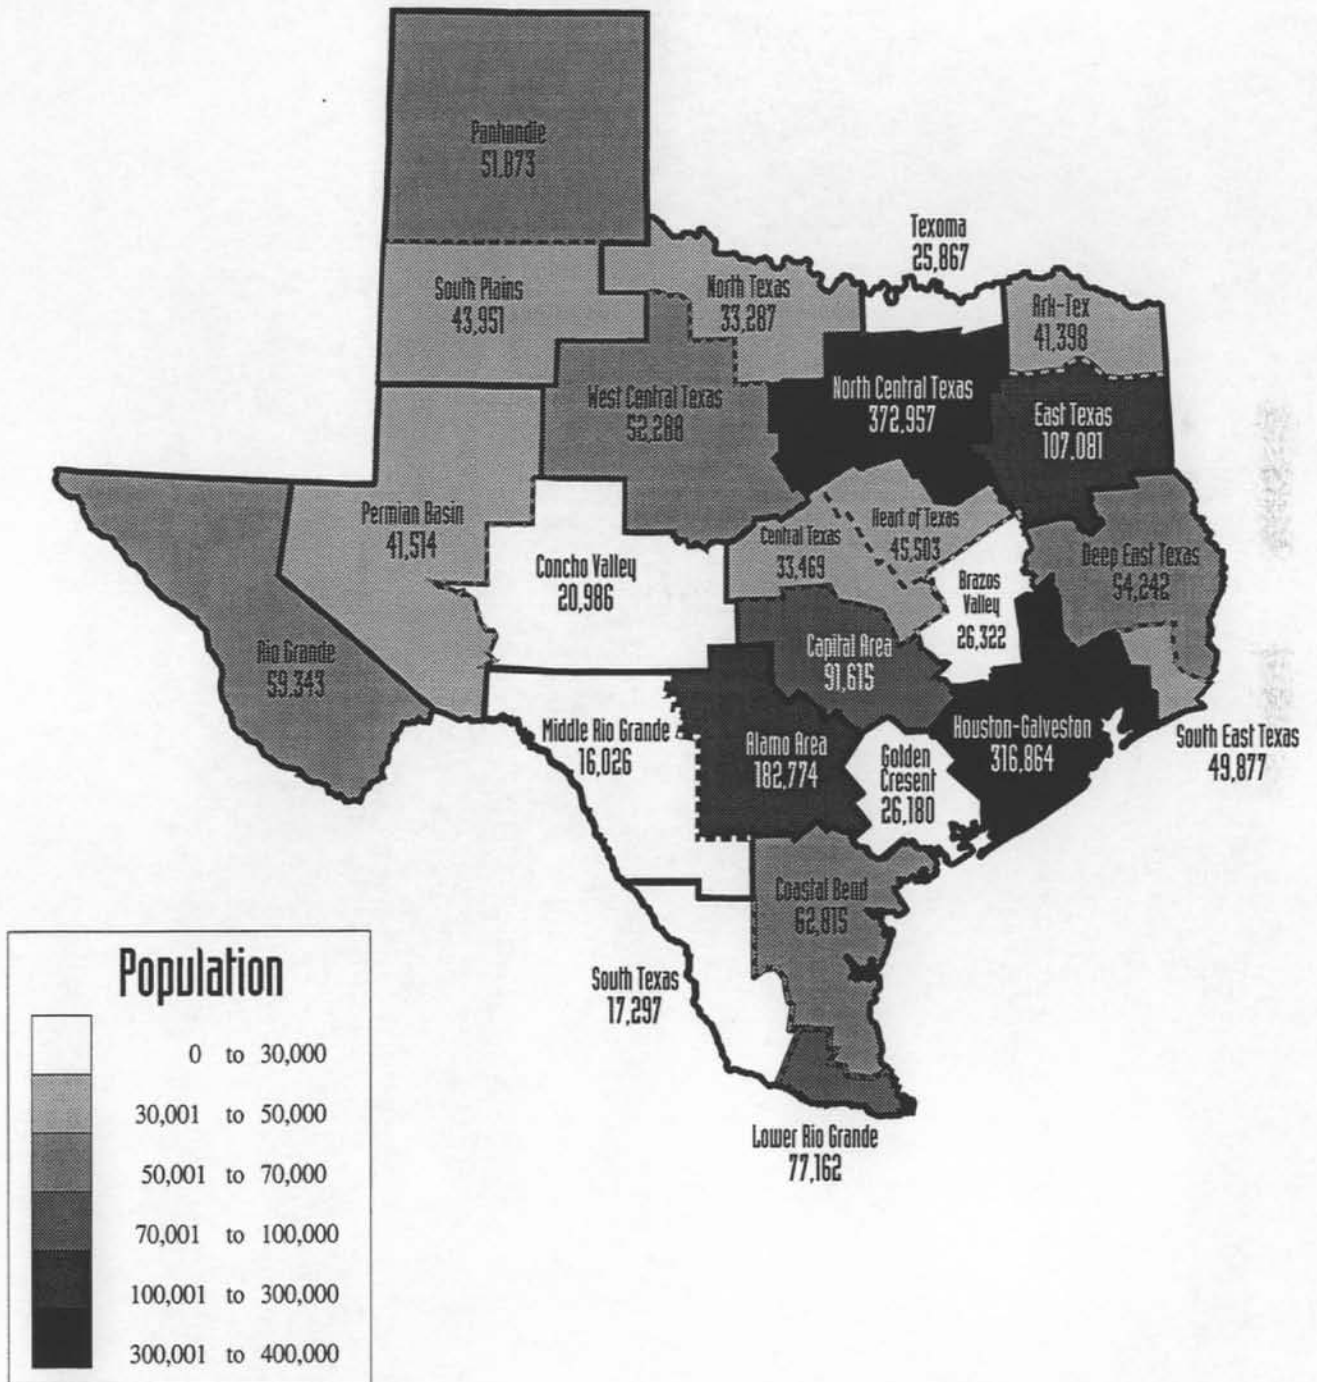 Panhandle
51,873
Texoma
25,867
South Plains
43,951
North Texas
33,287
Ark-Tex
41,398
West Central Texas
52,288
North Central Texas
372,957
East Texas
107,081
Permian Basin
41,514
Heart of Texas
45,503
Central Texas
33,469
Concho Valley
20,986
Brazos
Valley
26,322
Deep East Texas
54,242
Rio Grande
59,343
Capital Area
91,615
Middle Rio Grande
16,026
Alamo Area
182,774
Golden
Cresent
26,180
Houston-Galveston
316,864
South East Texas
49,877
Coastal Bend
62,815
South Texas
17,297
Lower Rio Grande
77,162
Population
0 to 30,000
30,001 to 50,000
50,001 to 70,000
70,001 to 100,000
100,001 to 300,000
300,001 to 400,000